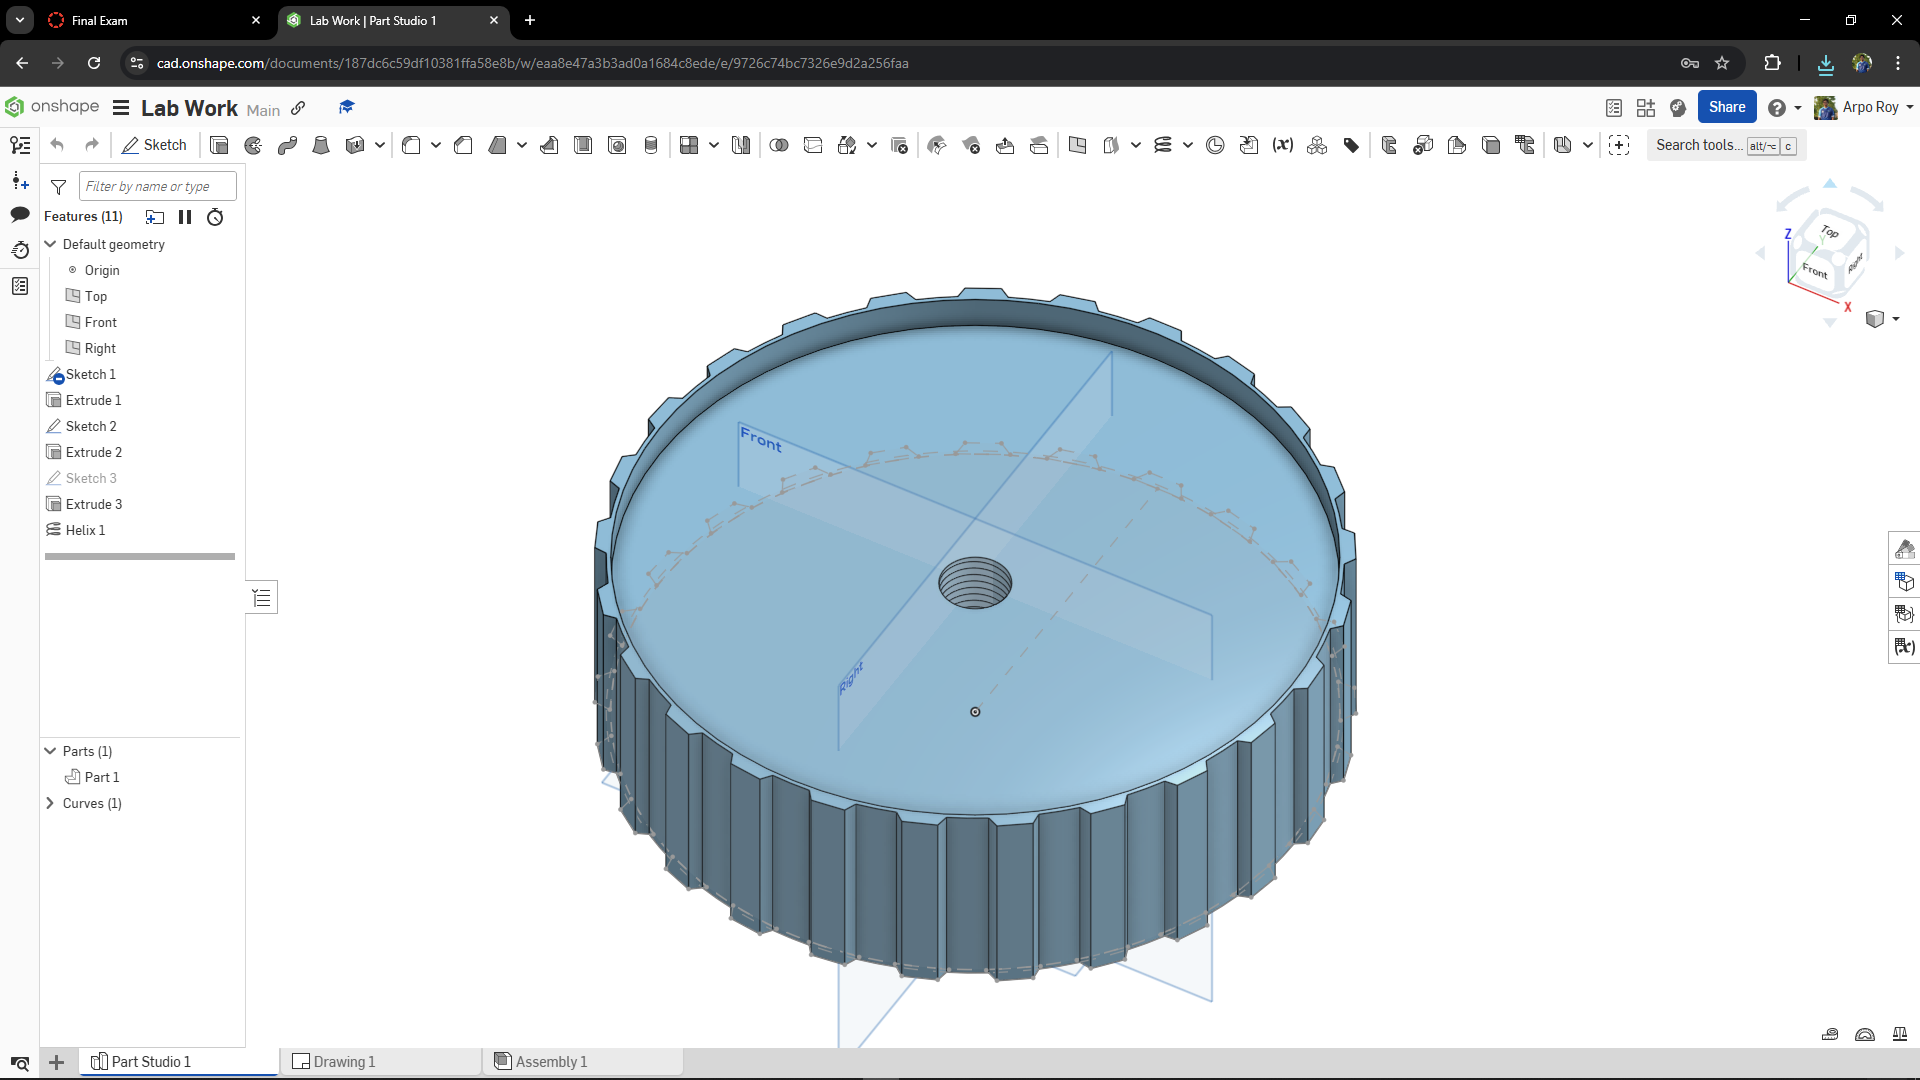 Final Exam
Lab Work | Part Studio 1
cad.onshape.com/documents/187dc6c59df10381ffa58e8b/w/eaa8e47a3b3ad0a1684c8ede/e/9726c74bc7326e9d2a256faa
onshape
Lab Work Main
Share
Arpo Roy
Sketch
Search tools... alt/⌥ c
Filter by name or type
Features (11)
Default geometry
Origin
Top
Front
Right
Sketch 1
Extrude 1
Sketch 2
Extrude 2
Sketch 3
Extrude 3
Helix 1
Parts (1)
Part 1
Curves (1)
Front
Right
Z
Y
X
Top
Front
Right
(x)
(x)
Part Studio 1
Drawing 1
Assembly 1